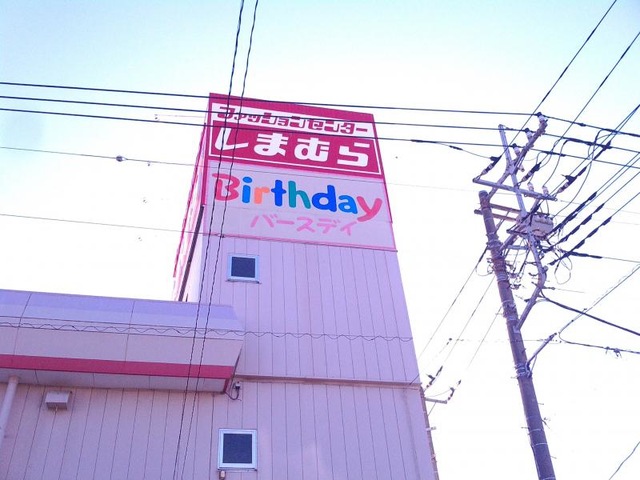 ファッションセンター
しまむら
Birthday
バースデイ